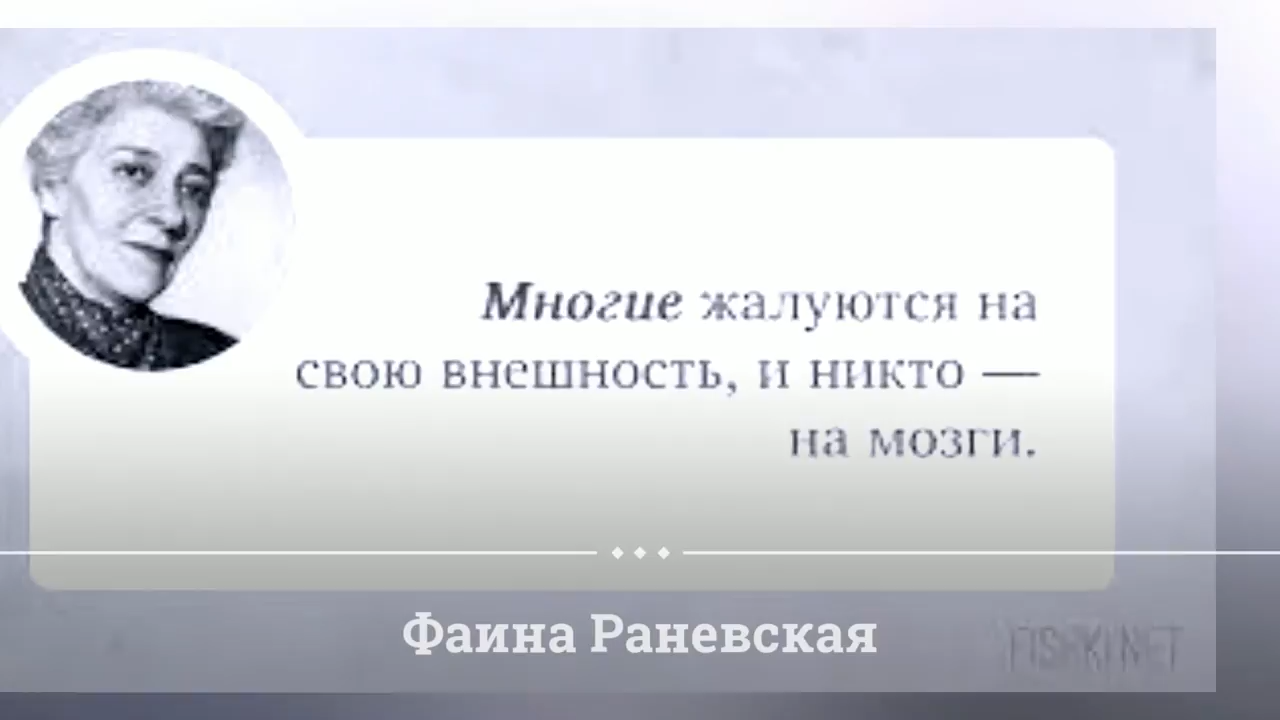 Многие жалуются на
свою внешность, и никто —
на мозги.
Фаина Раневская
FISHKI.NET